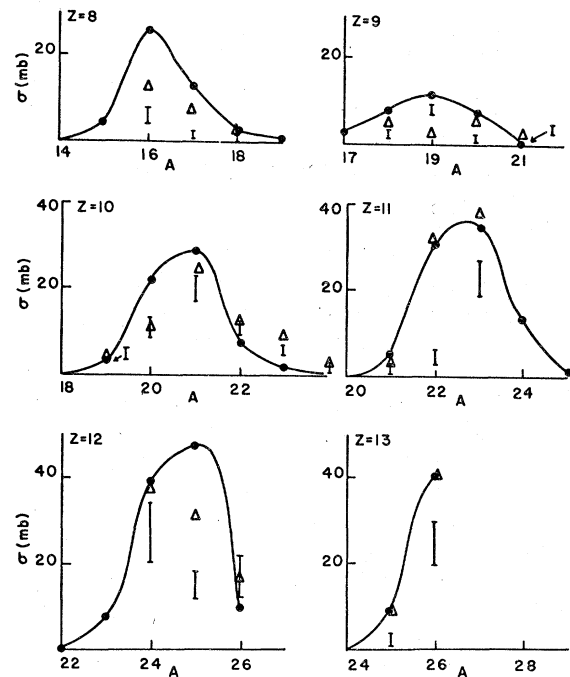 Z=8
20
σ (mb)
14 16 18
A
Z=9
20
17 19 21
A
I
Z=10
40
20
σ (mb)
I
18 20 22
A
Z=11
40
20
20 22 24
A
Z=12
40
20
σ (mb)
22 24 26
A
Z=13
40
20
24 26 28
A